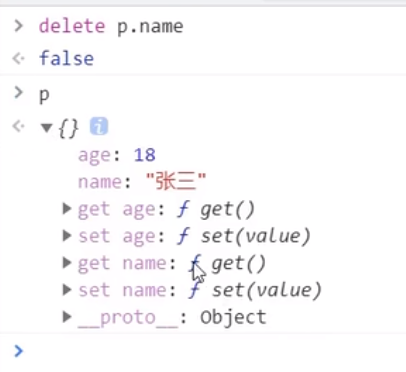 > delete p.name
< false
> p
< ▼{} i
age: 18
name: "张三"
▶ get age: ƒ get()
▶ set age: ƒ set(value)
▶ get name: ƒ get()
▶ set name: ƒ set(value)
▶ __proto__: Object
>